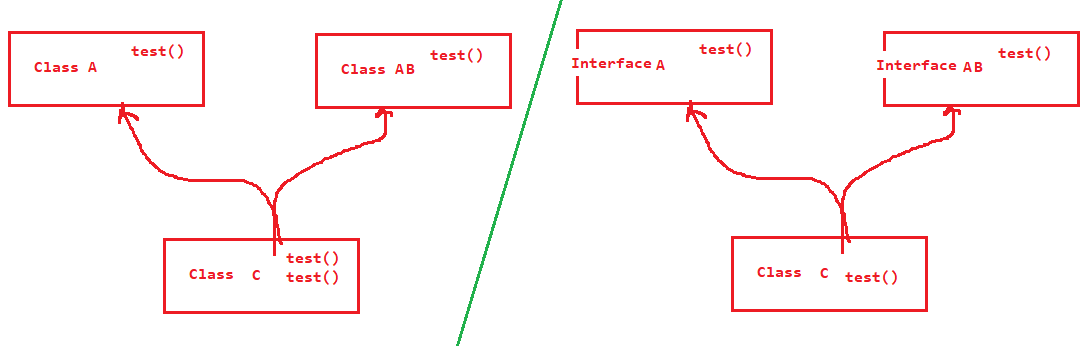 Class A test()
Class AB test()
Class C test()
test()
Interface A test()
Interface AB test()
Class C test()